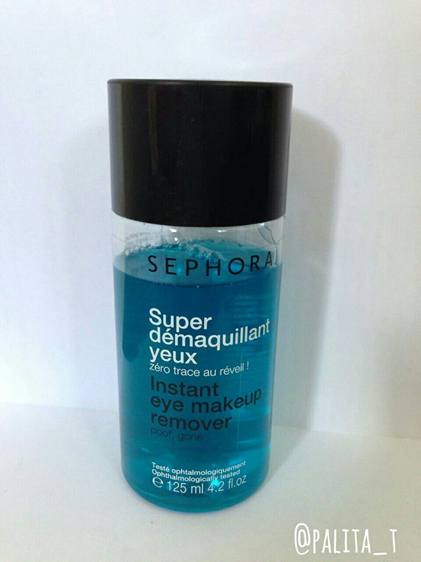 SEPHORA
Super
démaquillant
yeux
zéro trace au réveil !
Instant
eye makeup
remover
poof, gone
Testé ophtalmologiquement
Ophthalmologically tested
℮ 125 ml 4.2 fl.oz
@PALITA_T